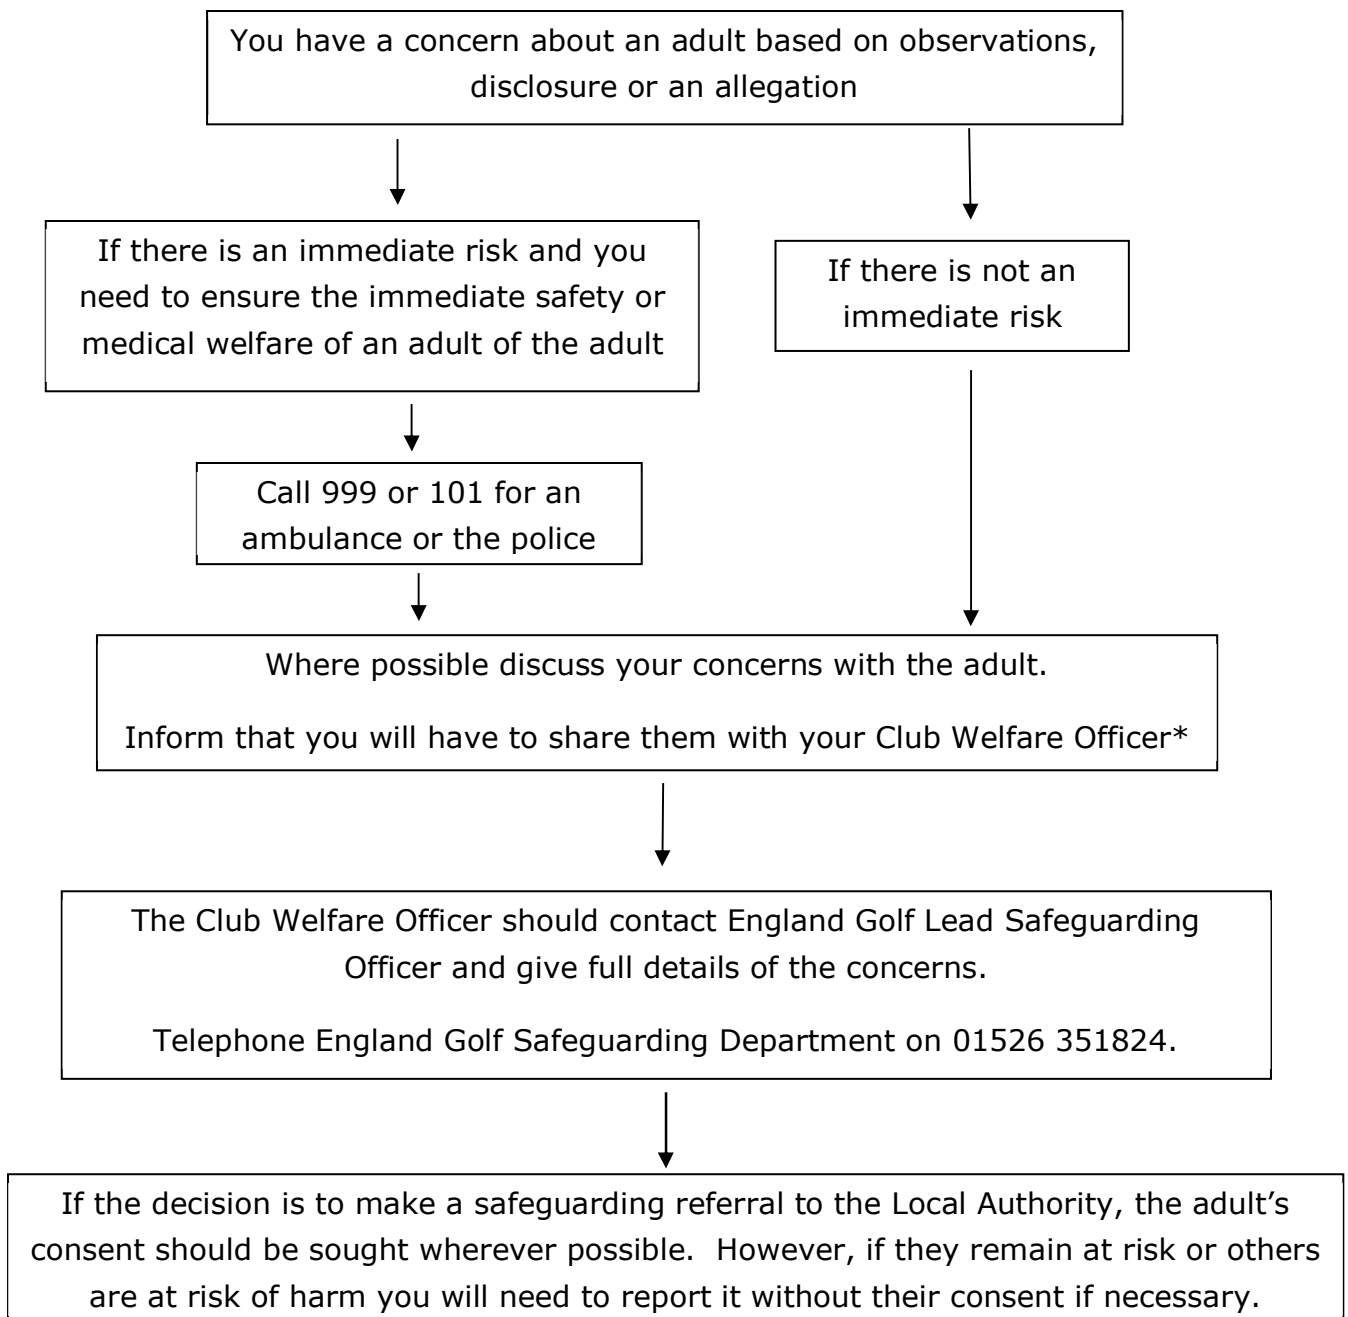 You have a concern about an adult based on observations,
disclosure or an allegation
If there is an immediate risk and you
need to ensure the immediate safety or
medical welfare of an adult of the adult
If there is not an
immediate risk
Call 999 or 101 for an
ambulance or the police
Where possible discuss your concerns with the adult.
Inform that you will have to share them with your Club Welfare Officer*
The Club Welfare Officer should contact England Golf Lead Safeguarding
Officer and give full details of the concerns.
Telephone England Golf Safeguarding Department on 01526 351824.
If the decision is to make a safeguarding referral to the Local Authority, the adult’s
consent should be sought wherever possible.  However, if they remain at risk or others
are at risk of harm you will need to report it without their consent if necessary.